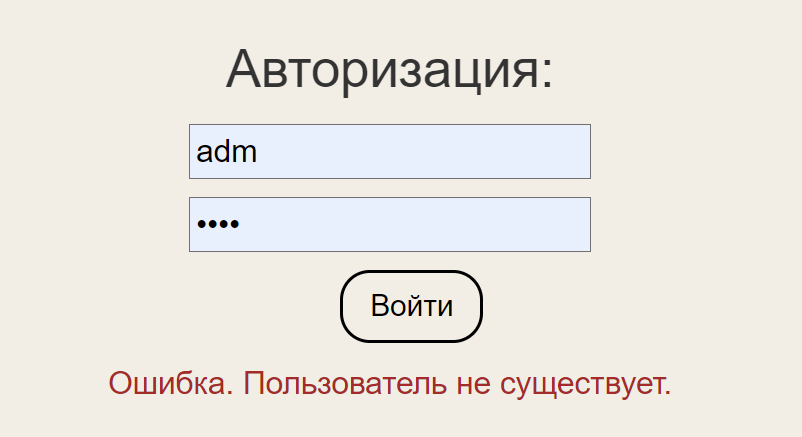 Авторизация:
adm
••••
Войти
Ошибка. Пользователь не существует.